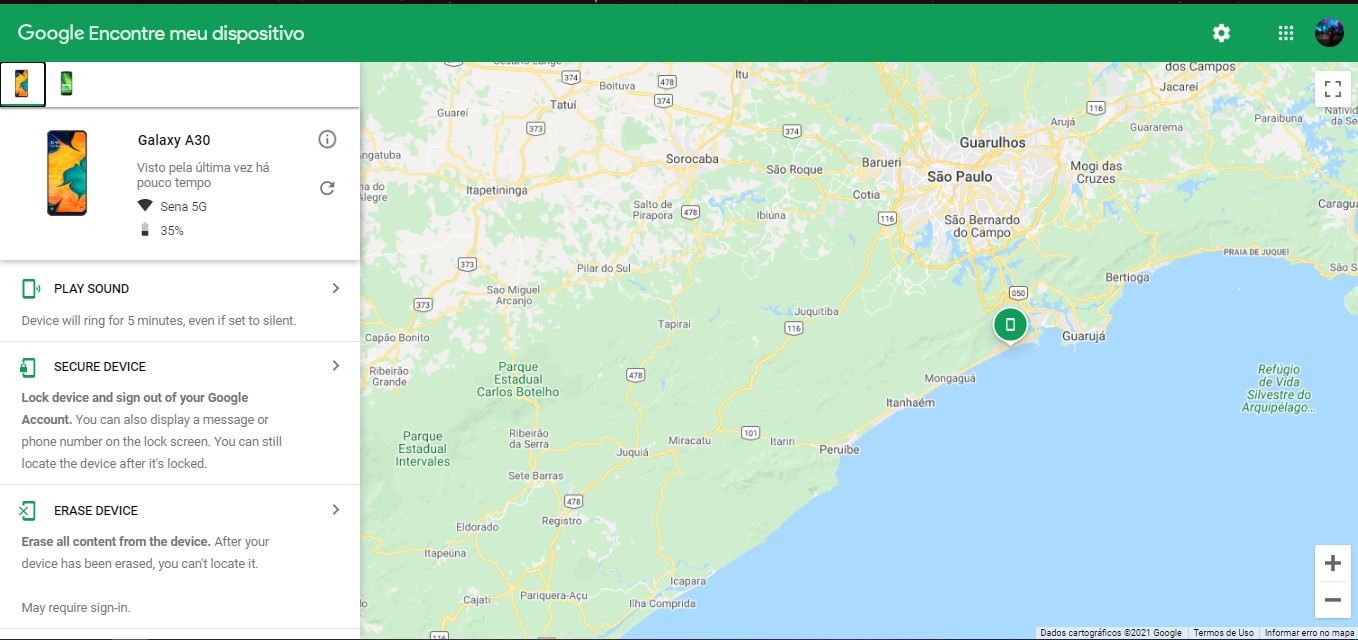 Google Encontre meu dispositivo
Galaxy A30
Visto pela última vez há
pouco tempo
Sena 5G
35%
PLAY SOUND
Device will ring for 5 minutes, even if set to silent.
SECURE DEVICE
Lock device and sign out of your Google
Account. You can also display a message or
phone number on the lock screen. You can still
locate the device after it's locked.
ERASE DEVICE
Erase all content from the device. After your
device has been erased, you can't locate it.
May require sign-in.
Itu
dos Campos
374
Boituva
478
Jacareí
Tatuí
374
116
Guareí
Paraibuna
373
374
Arujá
Guararema
Guarulhos
Sorocaba
Barueri
São Roque
Mogi das
Cruzes
São Paulo
Itapetininga
Cotia
Salto de
Pirapora
478
Ibiúna
116
São Bernardo
do Campo
PRAIA DE JUQUEÍ
373
Pilar do Sul
Bertioga
Sao Miguel
Arcanjo
050
373
Juquitiba
Tapiraí
116
Capão Bonito
Guarujá
Ribeirão
Grande
Parque
Estadual
Carlos Botelho
478
Mongaguá
Refúgio
de Vida
Silvestre do
Arquipélago...
Itanhaém
Parque
Estadual
Intervales
Ribeirão
da Serra
101
Miracatu
Itariri
Juquiá
Peruíbe
Sete Barras
478
Registro
Eldorado
Itapeúna
Icapara
Cajati
Pariquera-Açu
Ilha Comprida
116
Dados cartográficos ©2021 Google
Termos de Uso
Informar erro no mapa